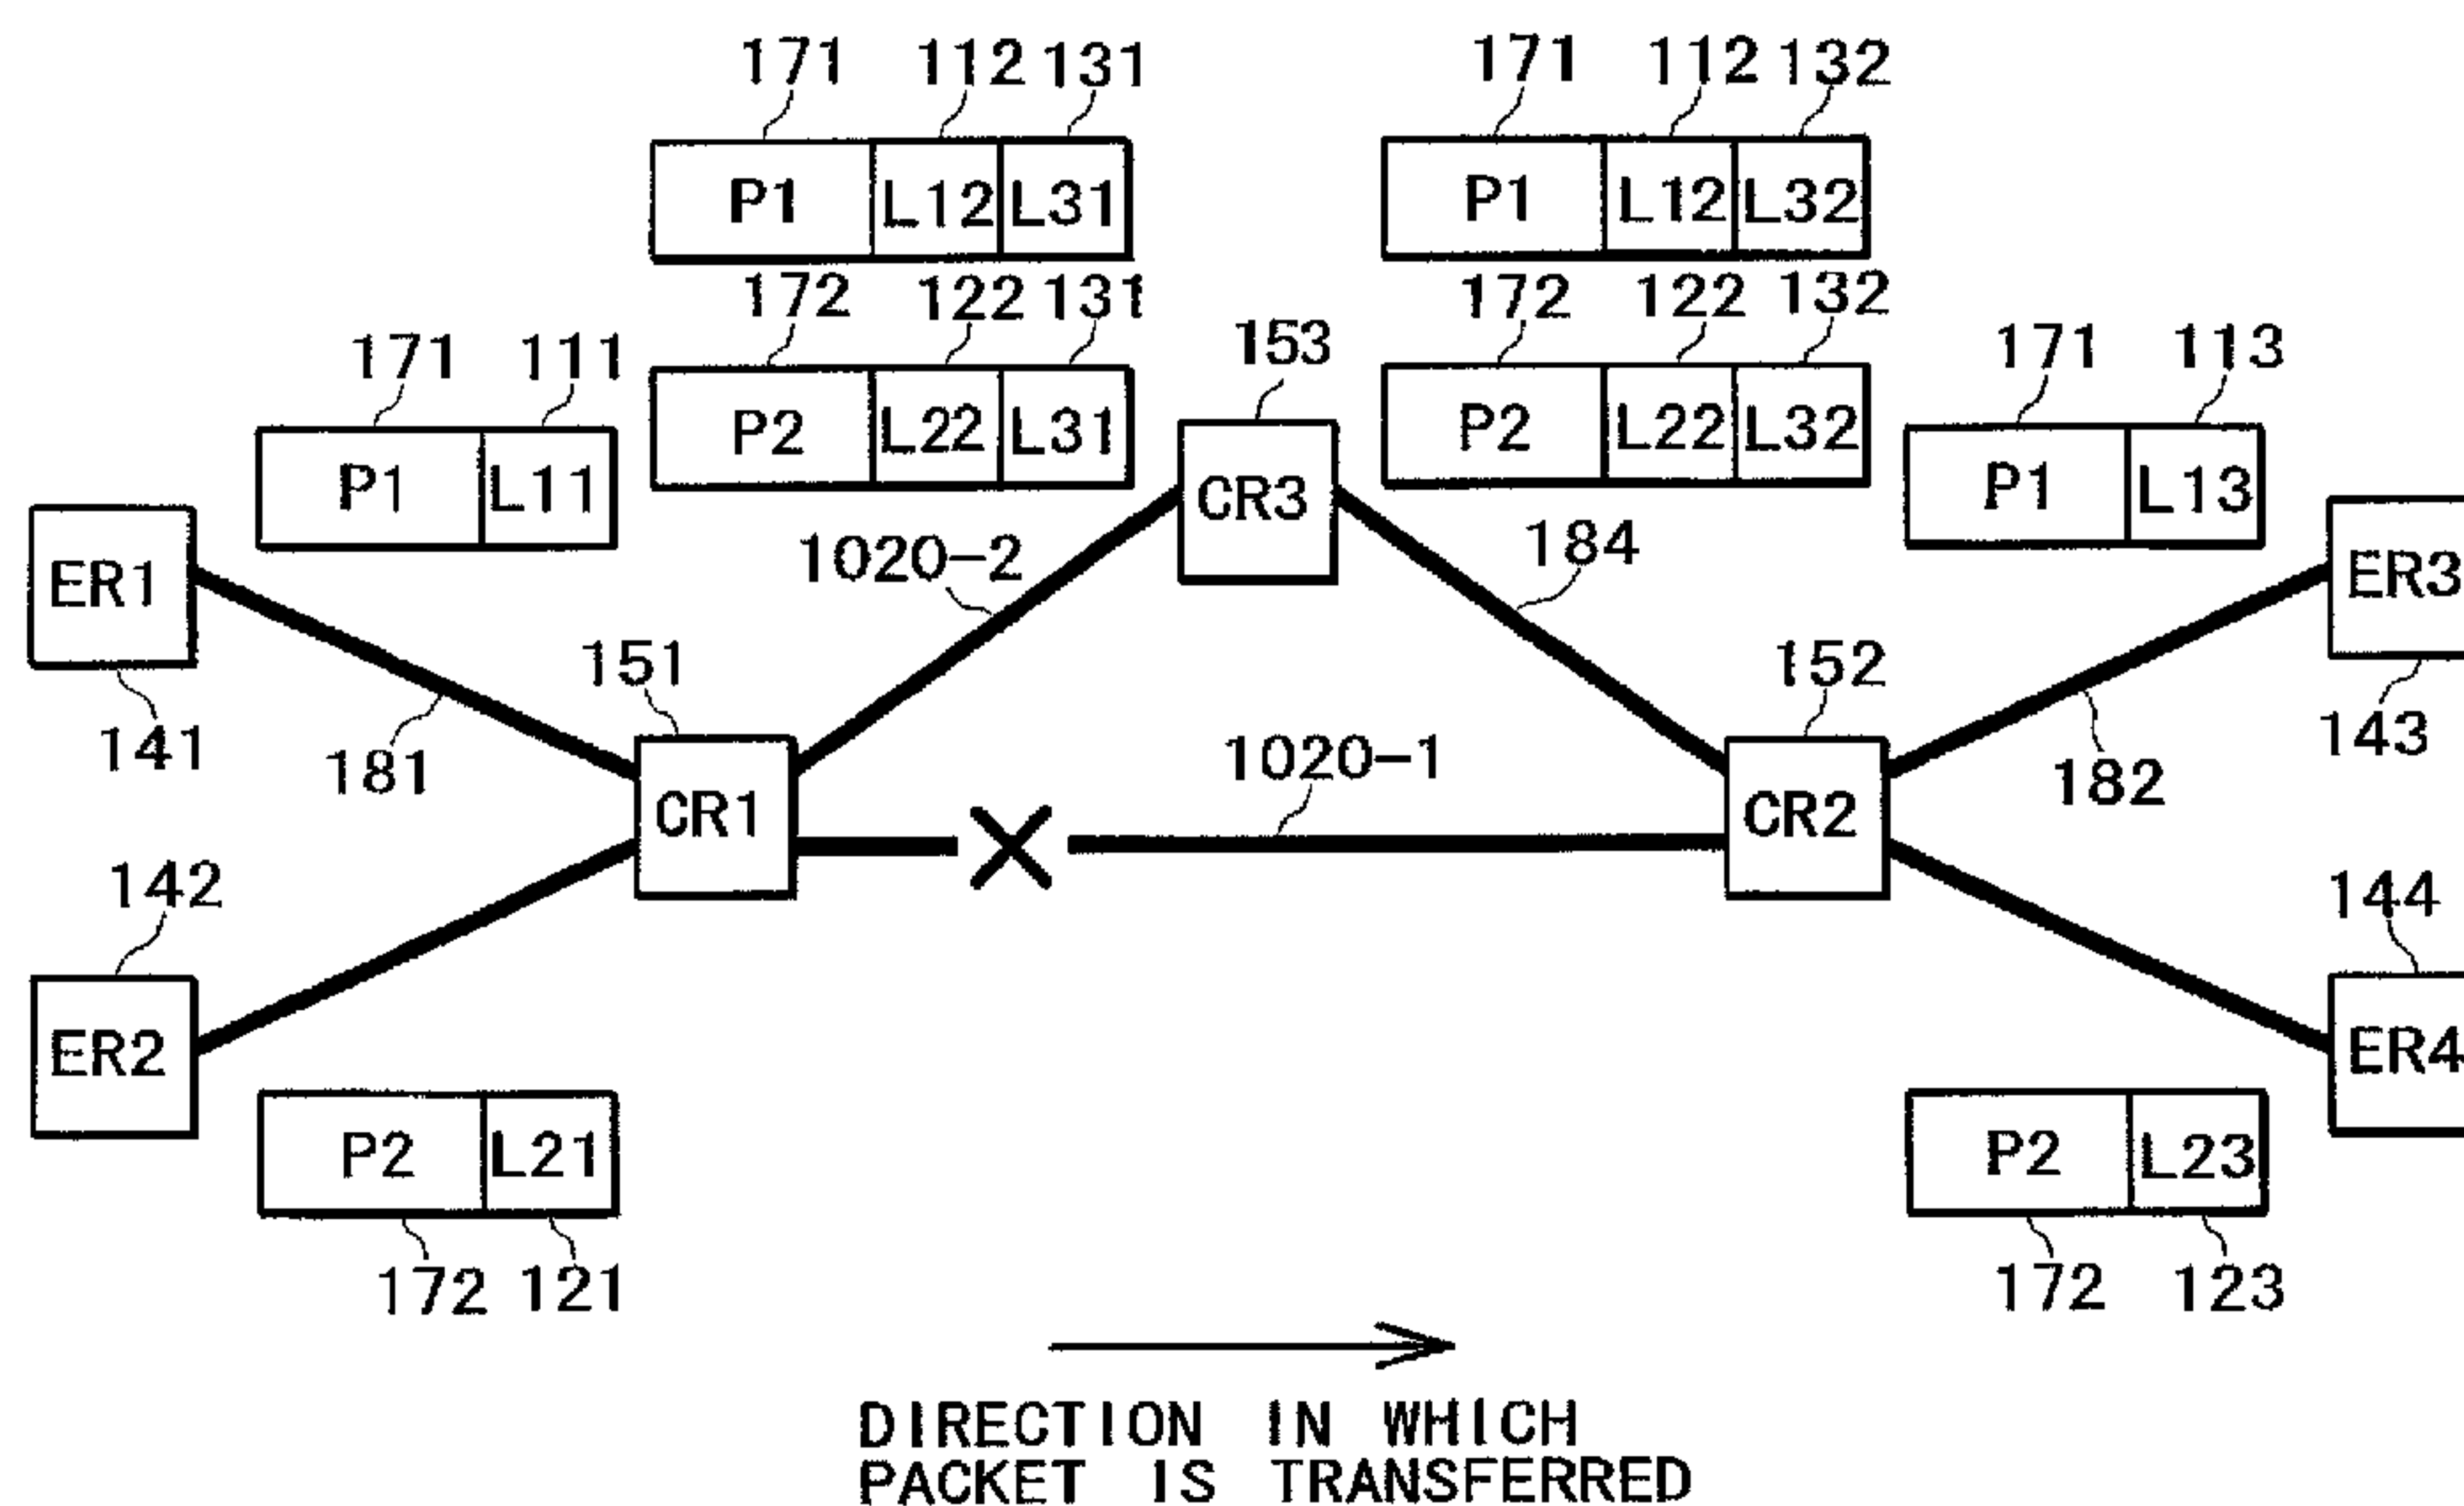 171 112 131 171 112 132
P1 L12 L31 P1 L12 L32
172 122 131 172 122 132
171 111 153 171 113
P2 L22 L31 P2 L22 L32
P1 L11 CR3 P1 L13
1020-2 184
ER1 ER3
151 152
141 181 1020-1 182 143
CR1 CR2
142 144
ER2 ER4
P2 L21 P2 L23
172 121 172 123
DIRECTION IN WHICH
PACKET IS TRANSFERRED